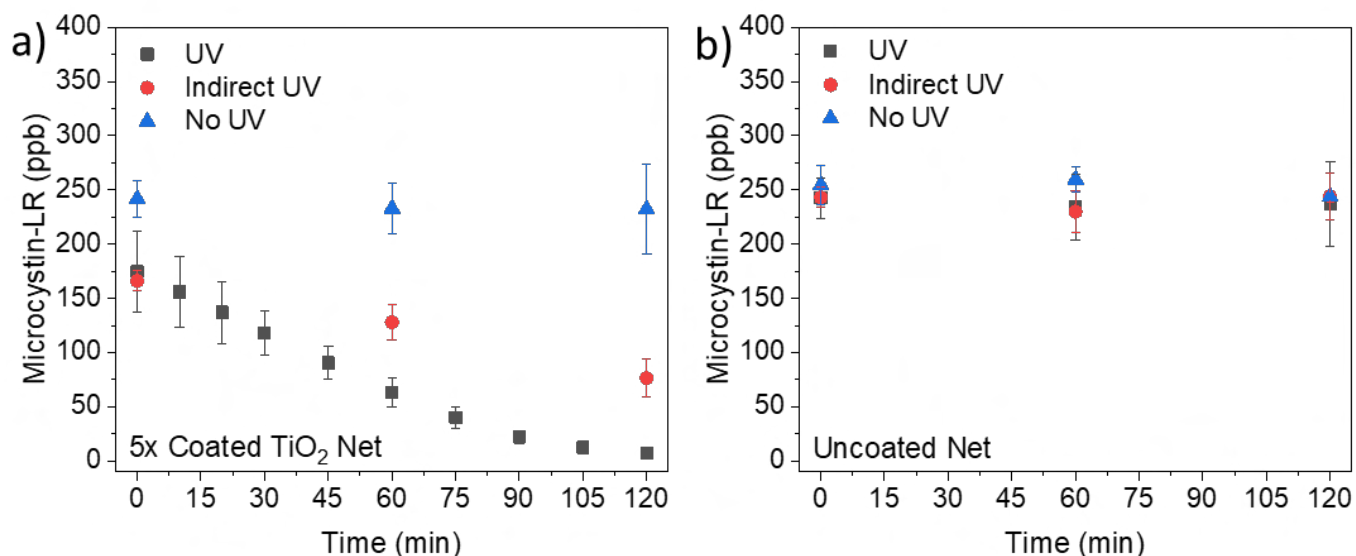 a)
UV
Indirect UV
No UV
Microcystin-LR (ppb)
400
350
300
250
200
150
100
50
0
5x Coated TiO₂ Net
0 15 30 45 60 75 90 105 120
Time (min)
b)
UV
Indirect UV
No UV
Microcystin-LR (ppb)
400
350
300
250
200
150
100
50
0
Uncoated Net
0 15 30 45 60 75 90 105 120
Time (min)